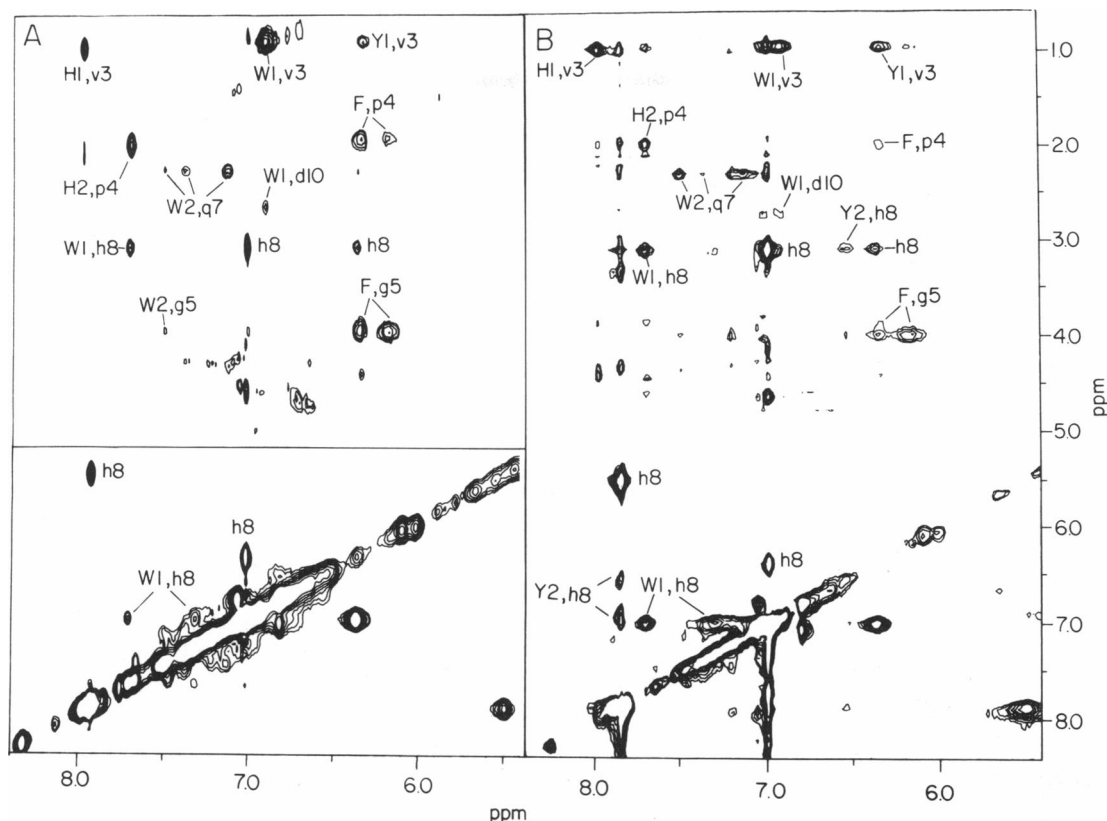 A
H1,v3
W1,v3
Y1,v3
F,p4
H2,p4
W2,q7
W1,d10
W1,h8
h8
h8
W2,g5
F,g5
h8
h8
W1,h8
8.0
7.0
6.0
B
H1,v3
W1,v3
Y1,v3
H2,p4
F,p4
W2,q7
W1,d10
Y2,h8
h8
h8
W1,h8
F,g5
h8
h8
Y2,h8
W1,h8
1.0
2.0
3.0
4.0
5.0
6.0
7.0
8.0
ppm
8.0
7.0
6.0
ppm